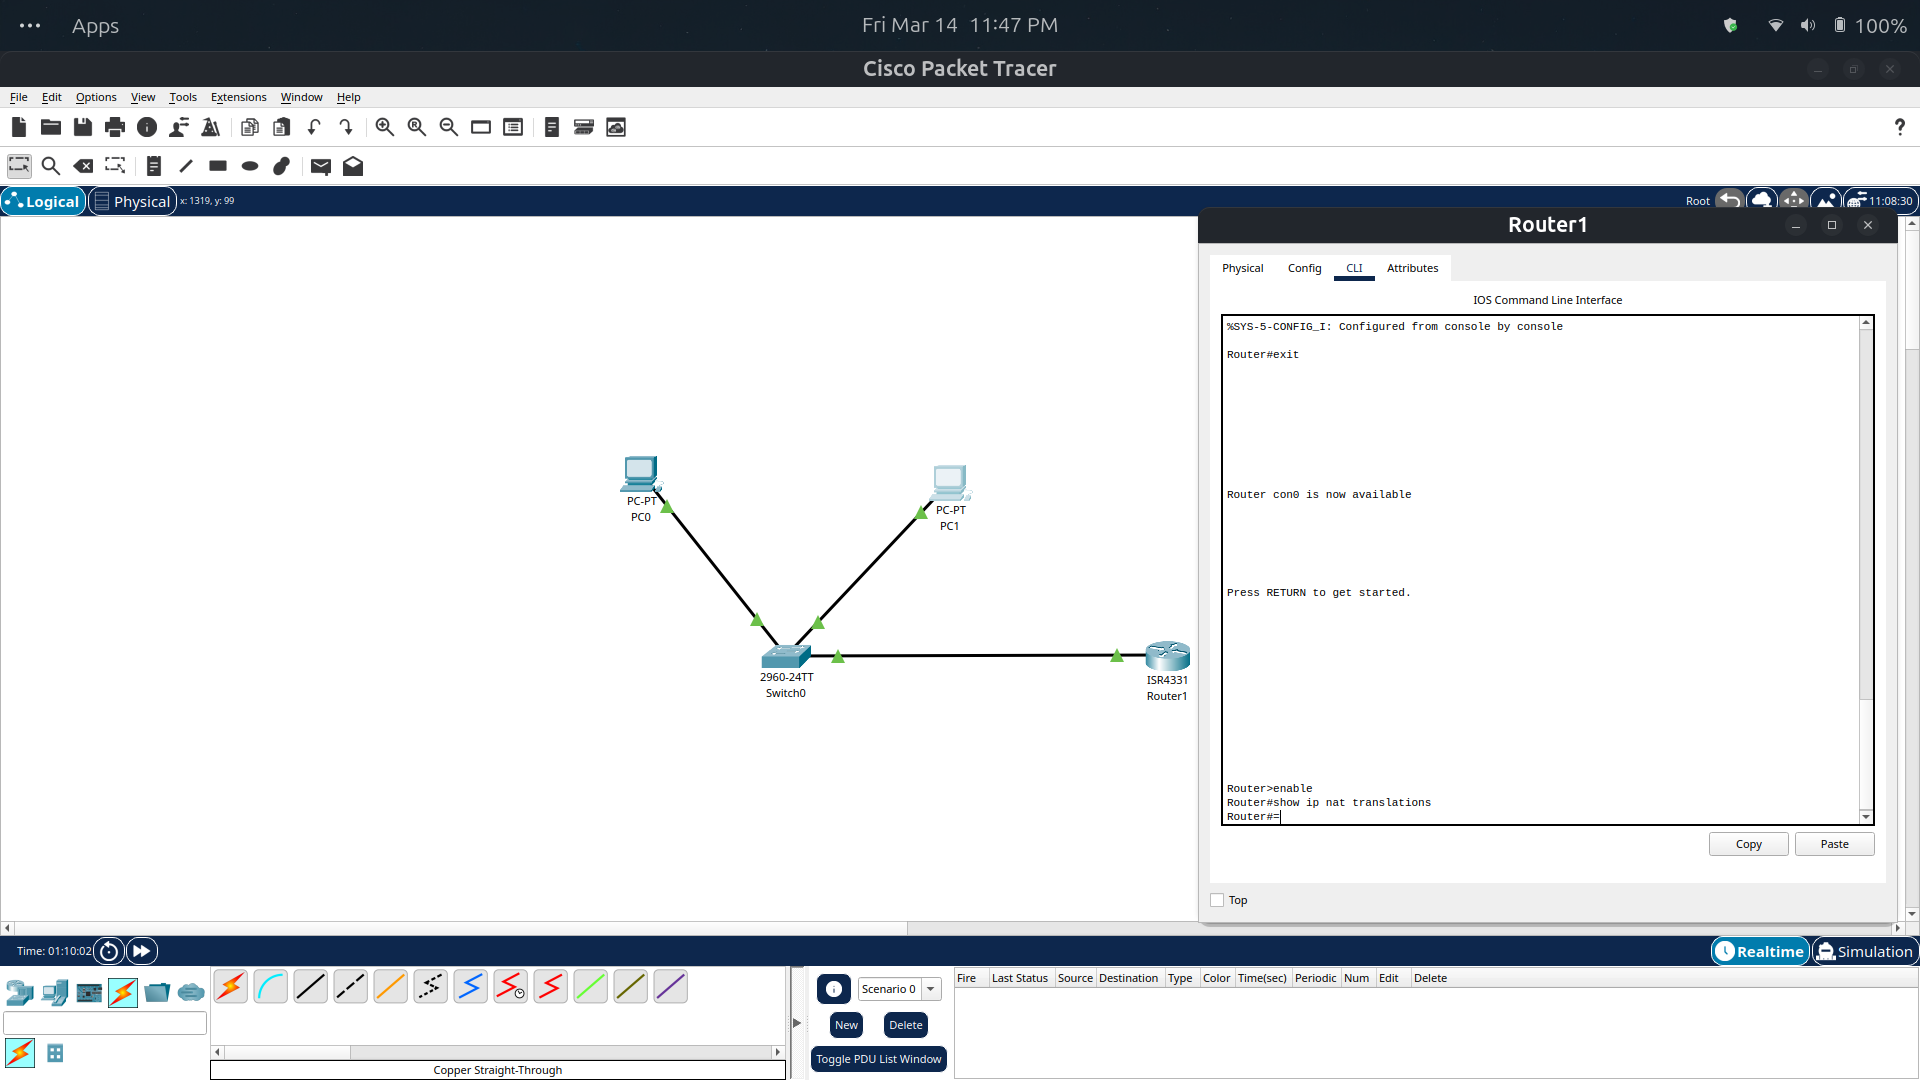 Apps
Fri Mar 14 11:47 PM
100%
Cisco Packet Tracer
File Edit Options View Tools Extensions Window Help
?
Logical
Physical
x: 1319, y: 99
Root
11:08:30
Router1
Physical Config CLI Attributes
IOS Command Line Interface
%SYS-5-CONFIG_I: Configured from console by console
Router#exit
Router con0 is now available
Press RETURN to get started.
Router>enable
Router#show ip nat translations
Router#=
Copy
Paste
Top
PC-PT
PC0
PC-PT
PC1
2960-24TT
Switch0
ISR4331
Router1
Time: 01:10:02
Realtime
Simulation
Scenario 0
New
Delete
Toggle PDU List Window
Fire Last Status Source Destination Type Color Time(sec) Periodic Num Edit Delete
Copper Straight-Through